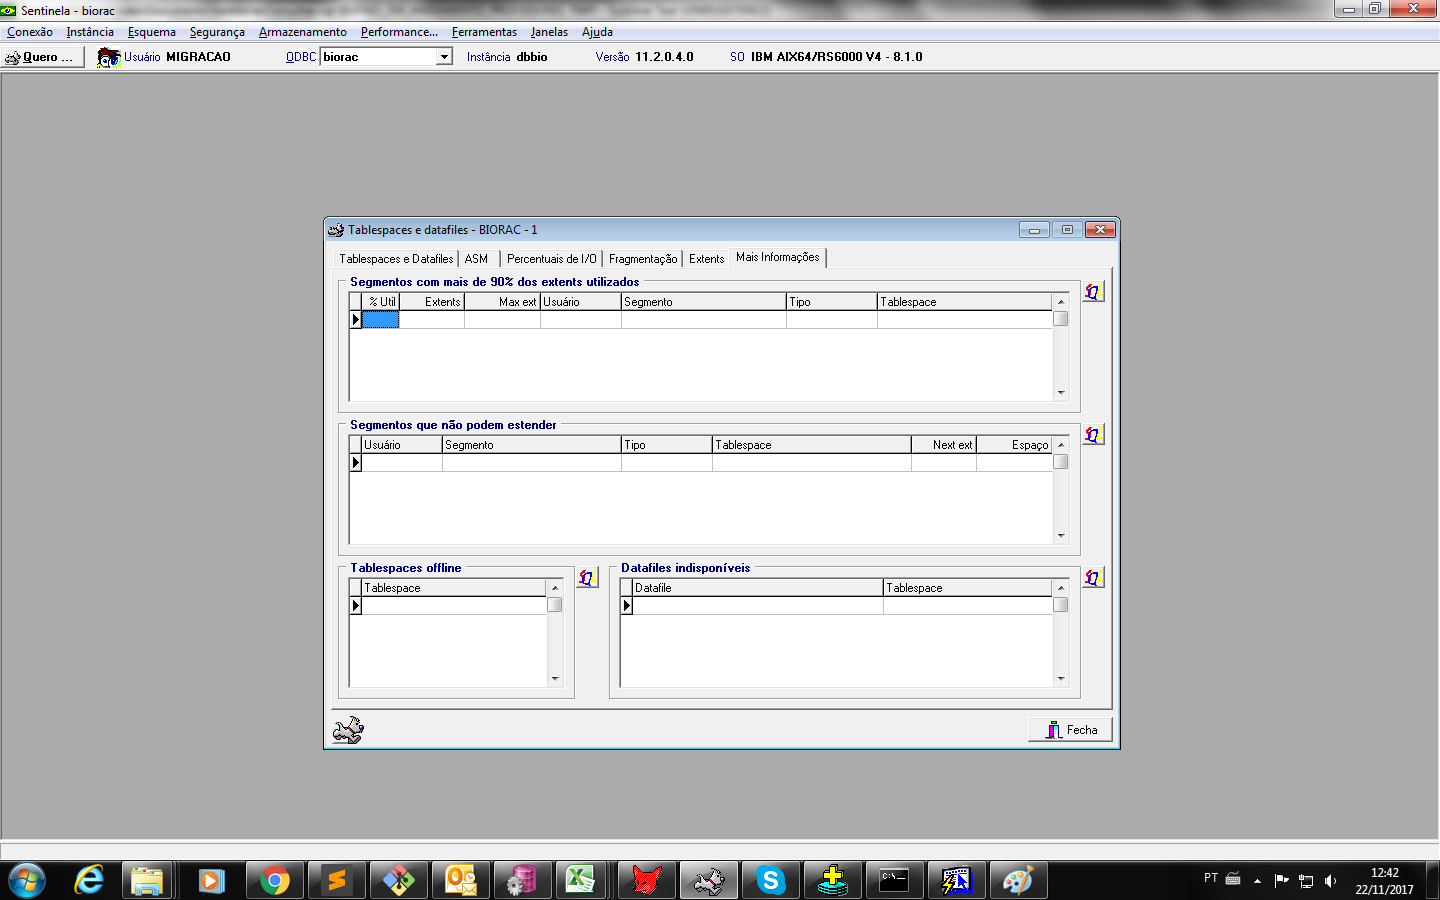 Sentinela - biorac
Conexão Instância Esquema Segurança Armazenamento Performance... Ferramentas Janelas Ajuda
Quero ... Usuário MIGRACAO ODBC biorac Instância dbbio Versão 11.2.0.4.0 SO IBM AIX64/RS6000 V4 - 8.1.0
Tablespaces e datafiles - BIORAC - 1
Tablespaces e Datafiles ASM Percentuais de I/O Fragmentação Extents Mais Informações
Segmentos com mais de 90% dos extents utilizados
% Util Extents Max ext Usuário Segmento Tipo Tablespace
Segmentos que não podem estender
Usuário Segmento Tipo Tablespace Next ext Espaço
Tablespaces offline
Tablespace
Datafiles indisponíveis
Datafile Tablespace
Fecha
PT
12:42
22/11/2017